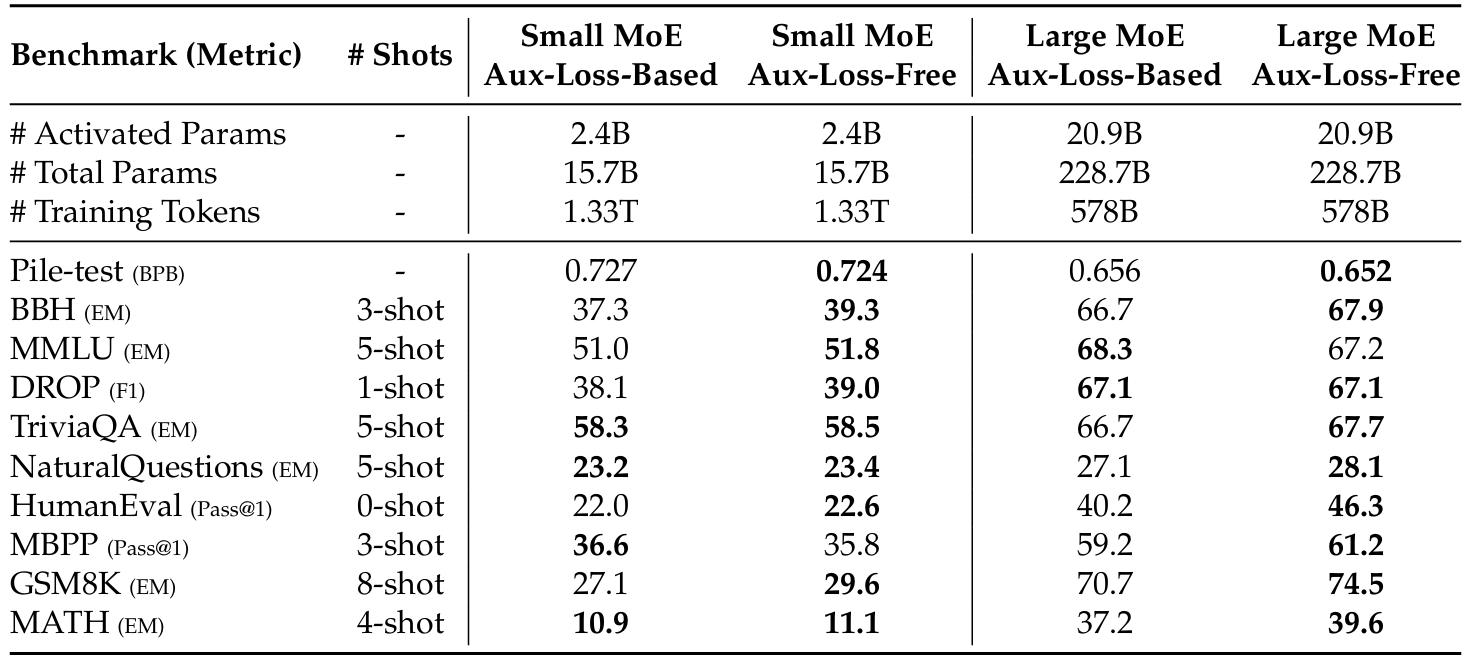 Benchmark (Metric) # Shots Small MoE Aux-Loss-Based Small MoE Aux-Loss-Free Large MoE Aux-Loss-Based Large MoE Aux-Loss-Free
# Activated Params - 2.4B 2.4B 20.9B 20.9B
# Total Params - 15.7B 15.7B 228.7B 228.7B
# Training Tokens - 1.33T 1.33T 578B 578B
Pile-test (BPB) - 0.727 0.724 0.656 0.652
BBH (EM) 3-shot 37.3 39.3 66.7 67.9
MMLU (EM) 5-shot 51.0 51.8 68.3 67.2
DROP (F1) 1-shot 38.1 39.0 67.1 67.1
TriviaQA (EM) 5-shot 58.3 58.5 66.7 67.7
NaturalQuestions (EM) 5-shot 23.2 23.4 27.1 28.1
HumanEval (Pass@1) 0-shot 22.0 22.6 40.2 46.3
MBPP (Pass@1) 3-shot 36.6 35.8 59.2 61.2
GSM8K (EM) 8-shot 27.1 29.6 70.7 74.5
MATH (EM) 4-shot 10.9 11.1 37.2 39.6